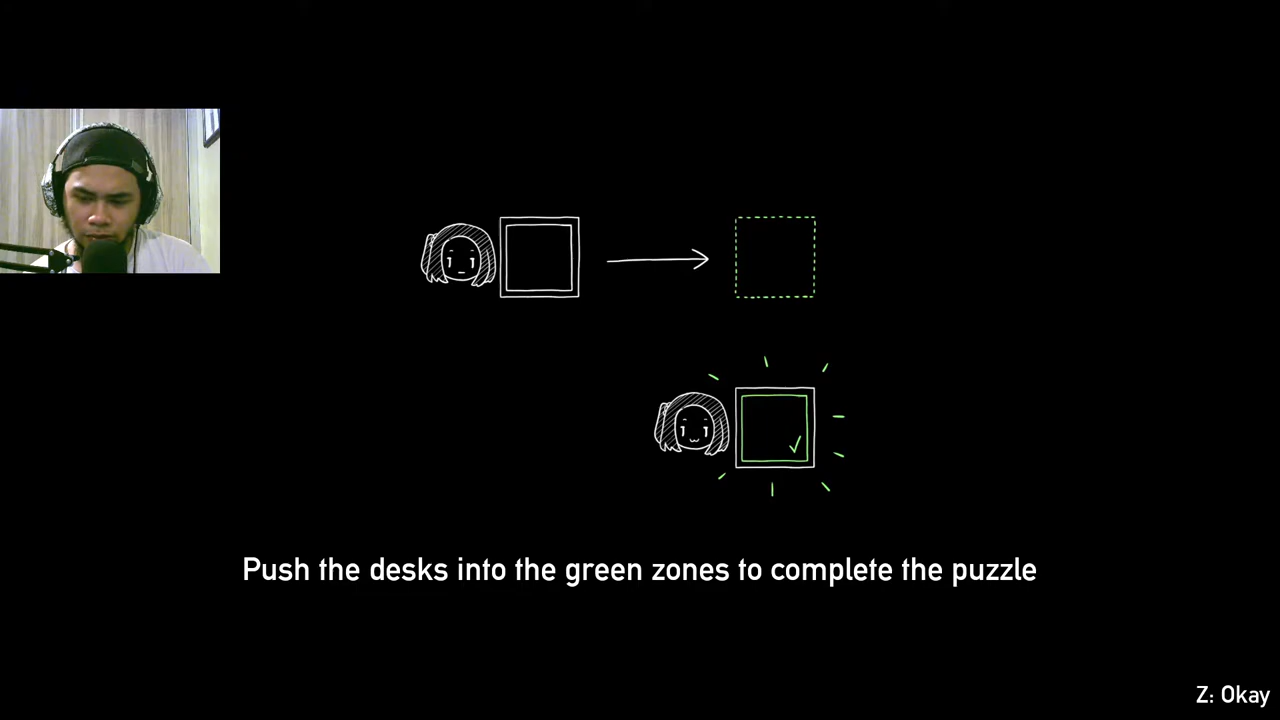 Push the desks into the green zones to complete the puzzle
Z: Okay